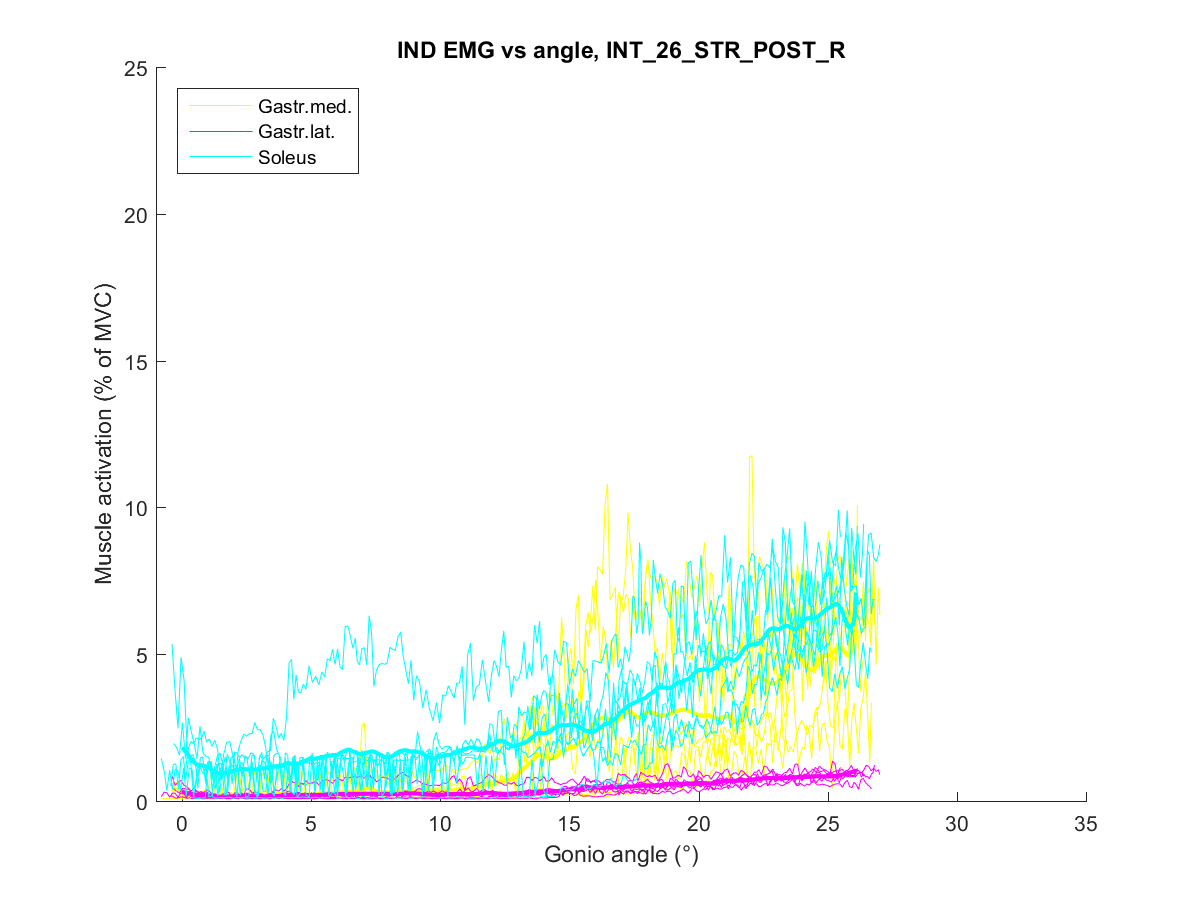 IND EMG vs angle, INT_26_STR_POST_R
25
20
15
10
5
0
Muscle activation (% of MVC)
Gastr.med.
Gastr.lat.
Soleus
0 5 10 15 20 25 30 35
Gonio angle (°)